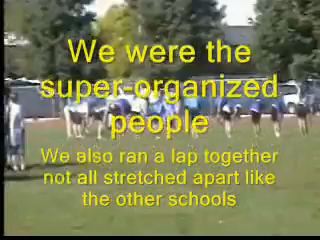 We were the
super-organized
people
We also ran a lap together
not all stretched apart like
the other schools